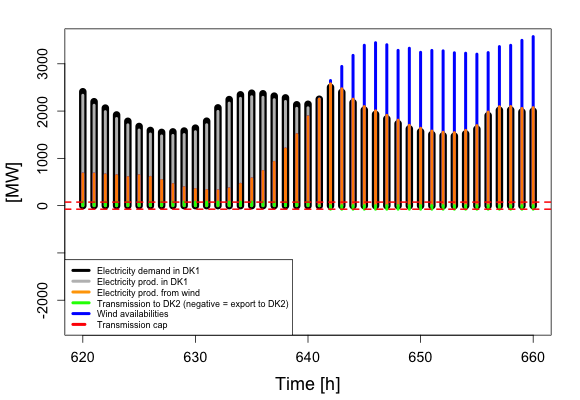 3000
2000
1000
0
-2000
[MW]
Electricity demand in DK1
Electricity prod. in DK1
Electricity prod. from wind
Transmission to DK2 (negative = export to DK2)
Wind availabilities
Transmission cap
620 630 640 650 660
Time [h]